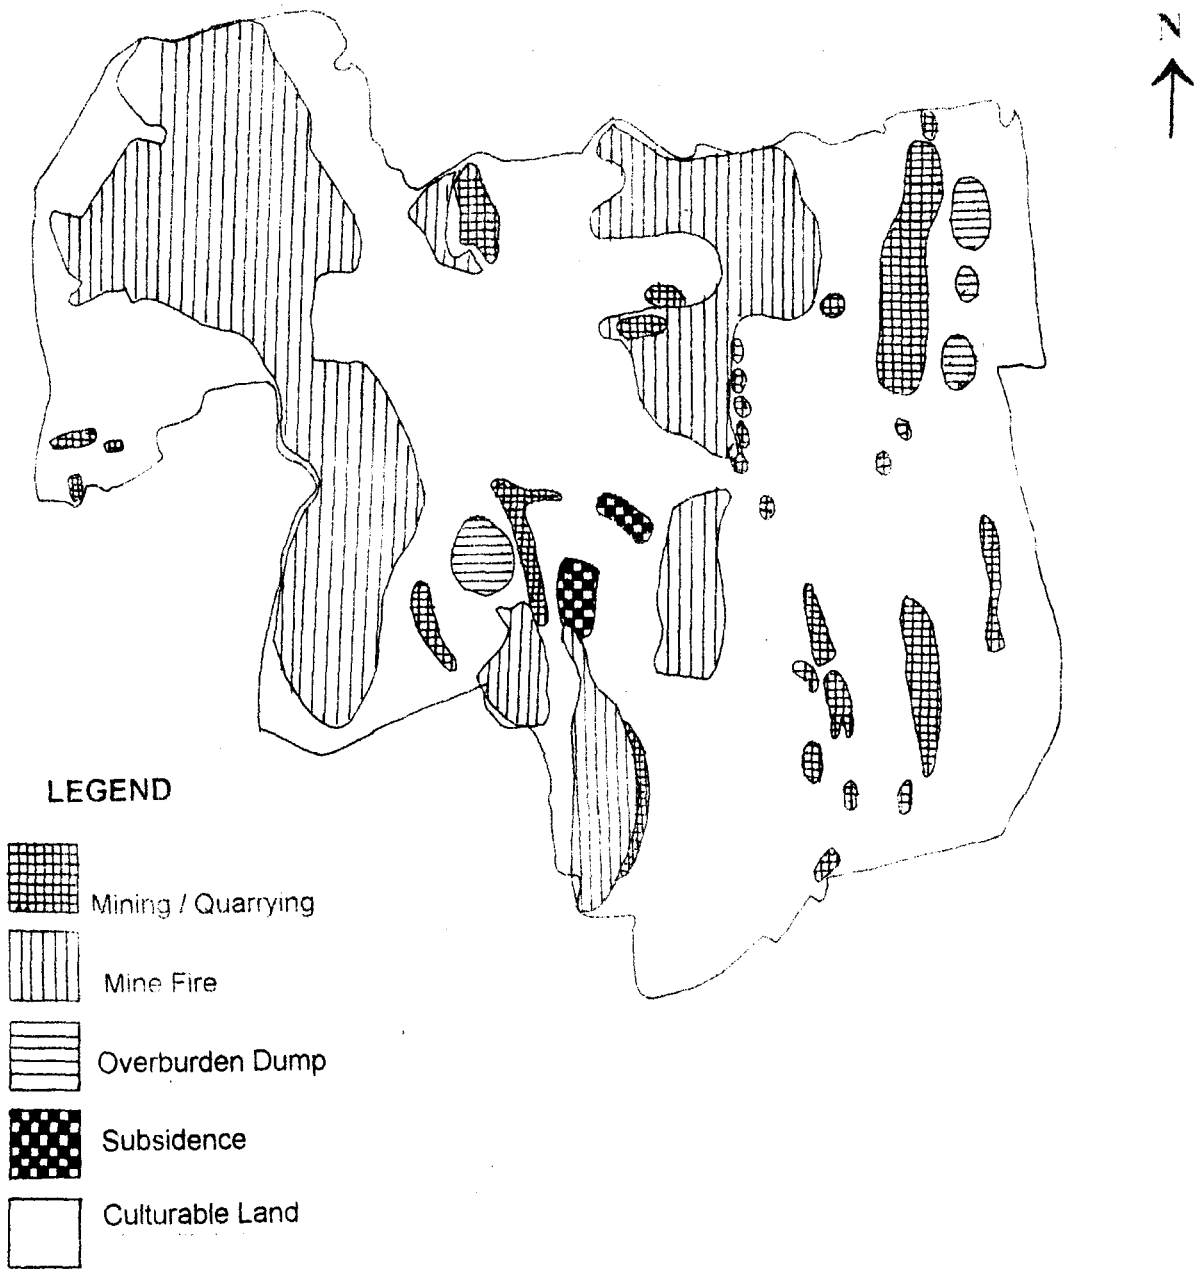 N
LEGEND
Mining / Quarrying
Mine Fire
Overburden Dump
Subsidence
Culturable Land